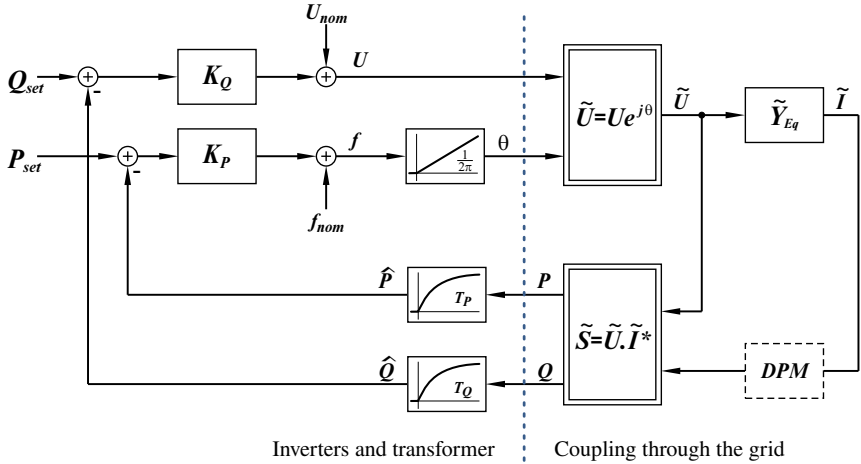 U_nom
Q_set + - K_Q + U Ũ=Ue^{jθ} Ũ Ỹ_Eq Ĩ
P_set + - K_P + f 1/2π θ
f_nom
P̂ T_P P
S̃=Ũ.Ĩ*
Q̂ T_Q Q DPM
Inverters and transformer Coupling through the grid